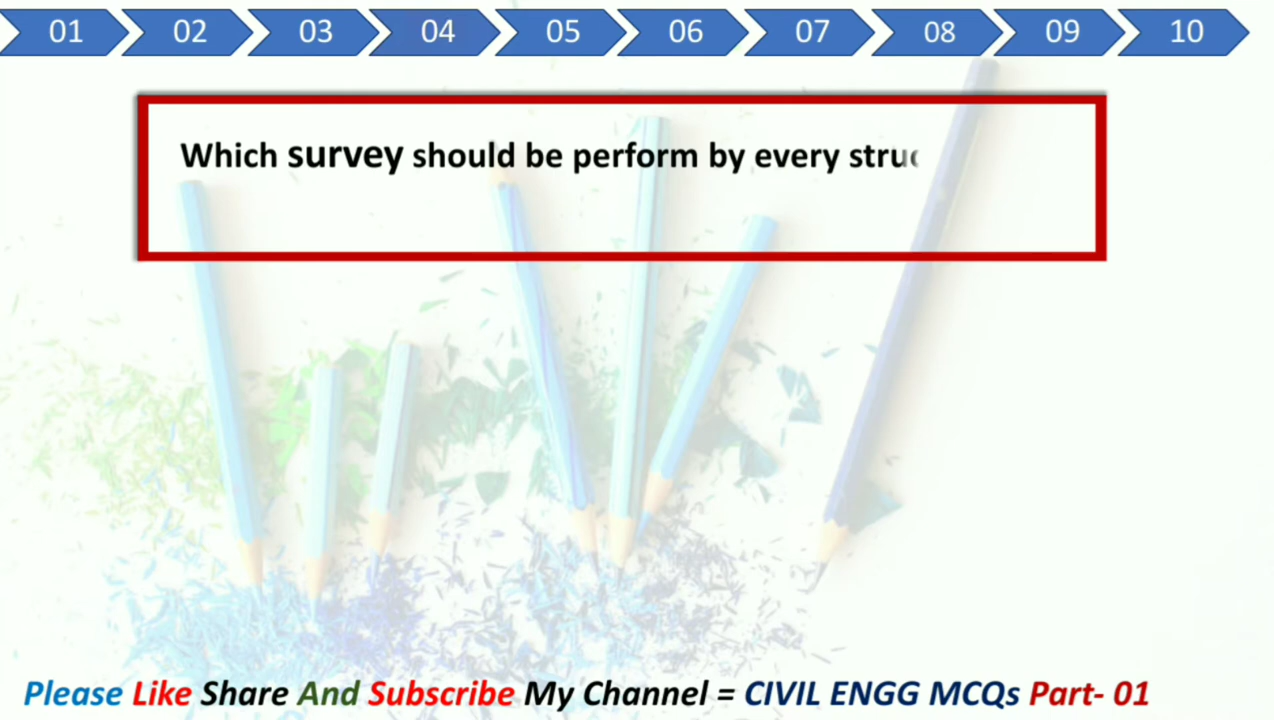 01 02 03 04 05 06 07 08 09 10
Which survey should be perform by every
Please Like Share And Subscribe My Channel = CIVIL ENGG MCQs Part- 01